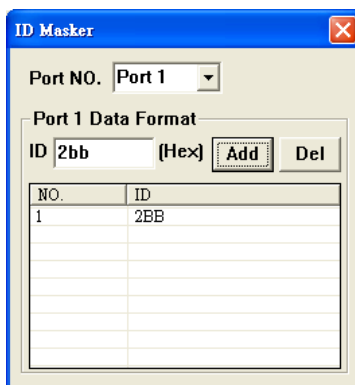 ID Masker
Port NO. Port 1
Port 1 Data Format
ID 2bb (Hex) Add Del
NO. ID
1 2BB